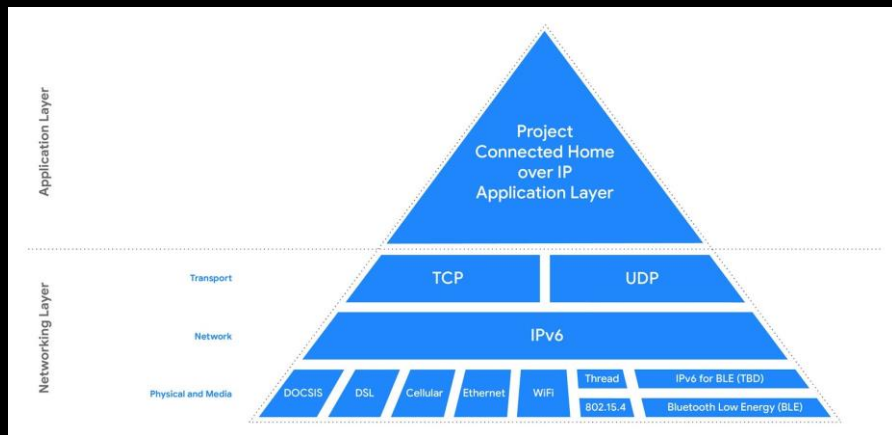 Application Layer
Project
Connected Home
over IP
Application Layer
Networking Layer
Transport
TCP
UDP
Network
IPv6
Physical and Media
DOCSIS
DSL
Cellular
Ethernet
WiFi
Thread
IPv6 for BLE (TBD)
802.15.4
Bluetooth Low Energy (BLE)